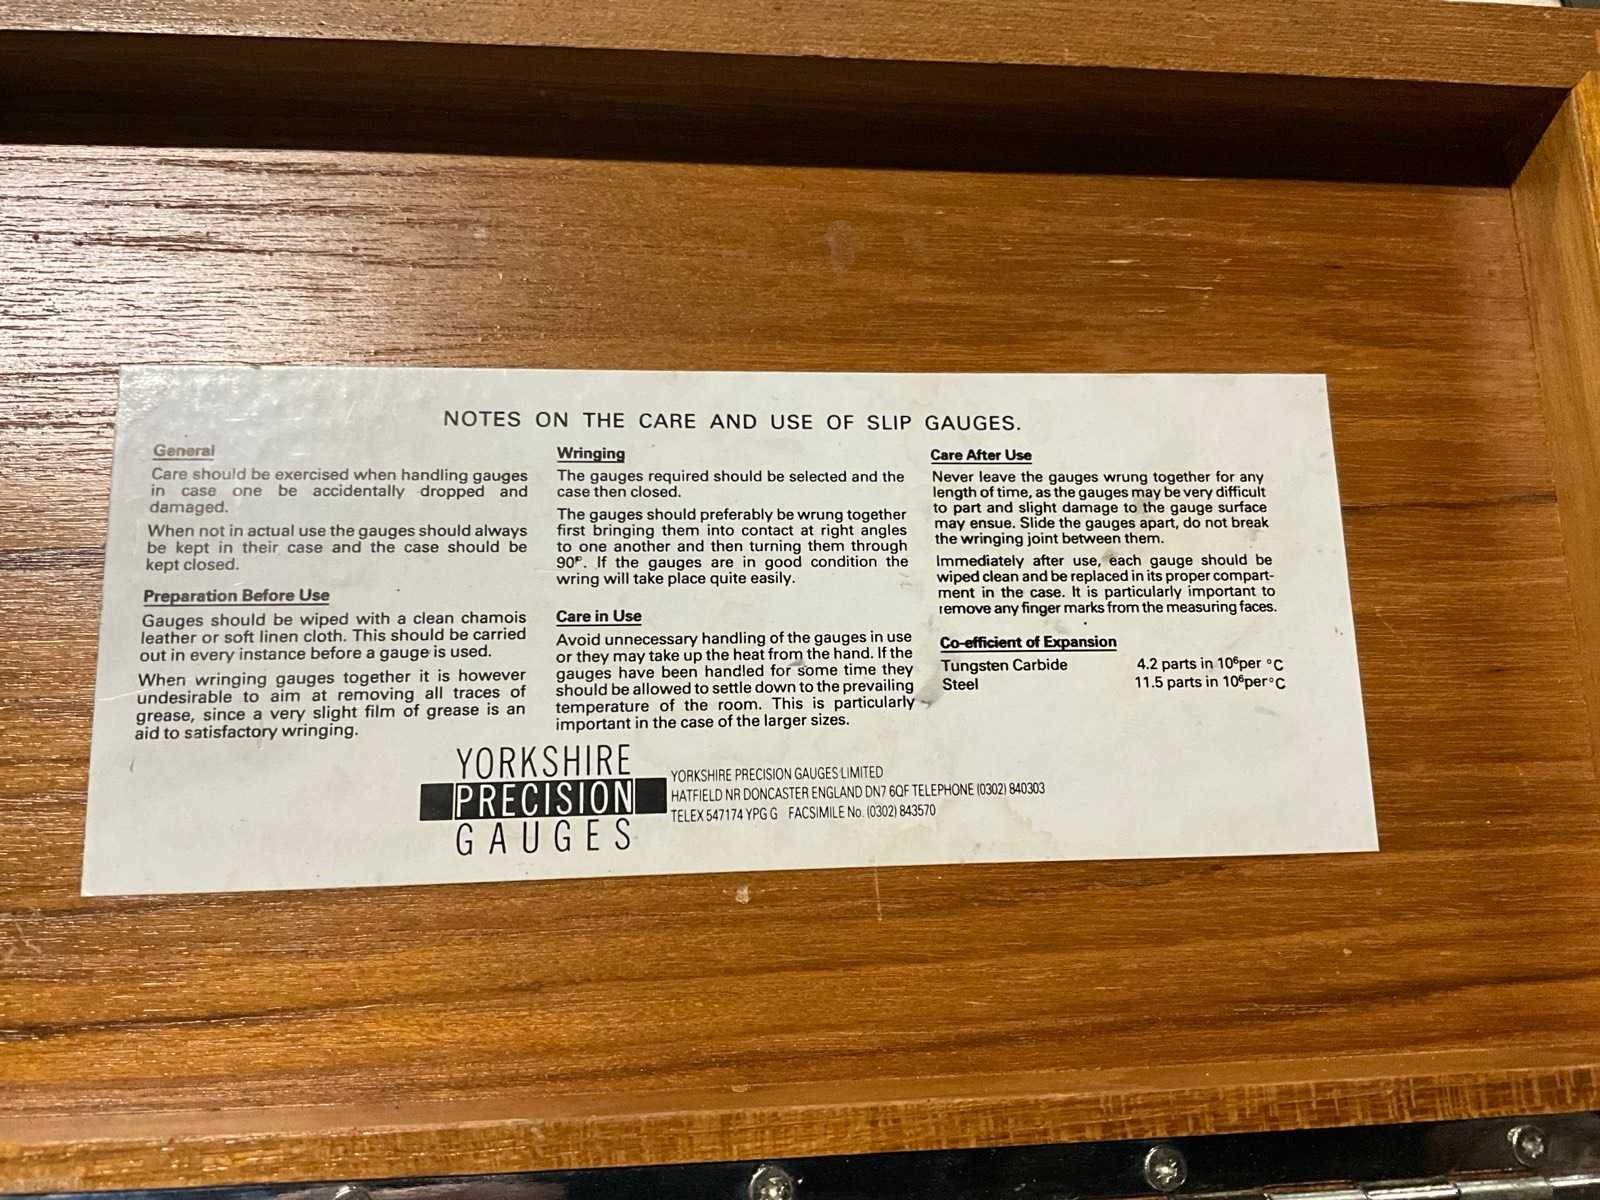 NOTES ON THE CARE AND USE OF SLIP GAUGES.
General
Care should be exercised when handling gauges
in case one be accidentally dropped and
damaged.
When not in actual use the gauges should always
be kept in their case and the case should be
kept closed.
Preparation Before Use
Gauges should be wiped with a clean chamois
leather or soft linen cloth. This should be carried
out in every instance before a gauge is used.
When wringing gauges together it is however
undesirable to aim at removing all traces of
grease, since a very slight film of grease is an
aid to satisfactory wringing.
Wringing
The gauges required should be selected and the
case then closed.
The gauges should preferably be wrung together
first bringing them into contact at right angles
to one another and then turning them through
90°. If the gauges are in good condition the
wring will take place quite easily.
Care in Use
Avoid unnecessary handling of the gauges in use
or they may take up the heat from the hand. If the
gauges have been handled for some time they
should be allowed to settle down to the prevailing
temperature of the room. This is particularly
important in the case of the larger sizes.
Care After Use
Never leave the gauges wrung together for any
length of time, as the gauges may be very difficult
to part and slight damage to the gauge surface
may ensue. Slide the gauges apart, do not break
the wringing joint between them.
Immediately after use, each gauge should be
wiped clean and be replaced in its proper compart-
ment in the case. It is particularly important to
remove any finger marks from the measuring faces.
Co-efficient of Expansion
Tungsten Carbide 4.2 parts in 10⁶per °C
Steel 11.5 parts in 10⁶per°C
YORKSHIRE
PRECISION
GAUGES
YORKSHIRE PRECISION GAUGES LIMITED
HATFIELD NR DONCASTER ENGLAND DN7 6QF TELEPHONE (0302) 840303
TELEX 547174 YPG G FACSIMILE No. (0302) 843570